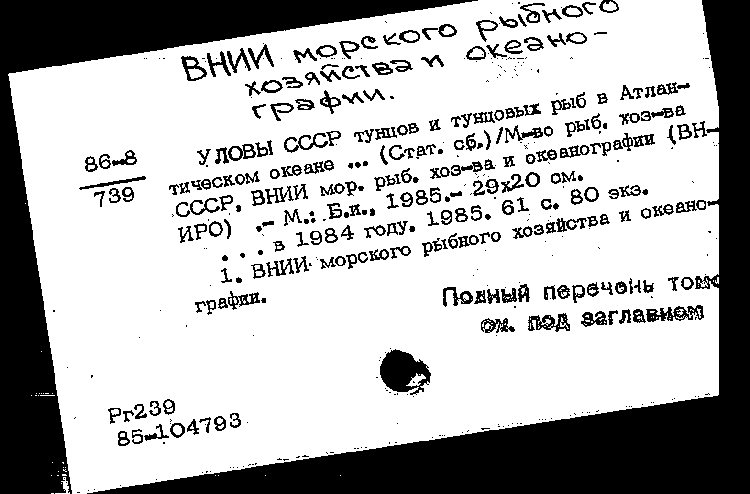 ВНИИ морского рыбного
хозяйства и океано-
графии.
86-8
739
УЛОВЫ СССР тунцов и тунцовых рыб в Атлан-
тическом океане ... (Стат. сб.)/М-во рыб. хоз-ва
СССР, ВНИИ мор. рыб. хоз-ва и океанографии (ВН-
ИРО) .- М.: Б.и., 1985.- 29x20 см.
. . . в 1984 году. 1985. 61 с. 80 экз.
1. ВНИИ морского рыбного хозяйства и океано-
графии.
Полный перечень томо
см. под заглавием
Рг239
85-104793